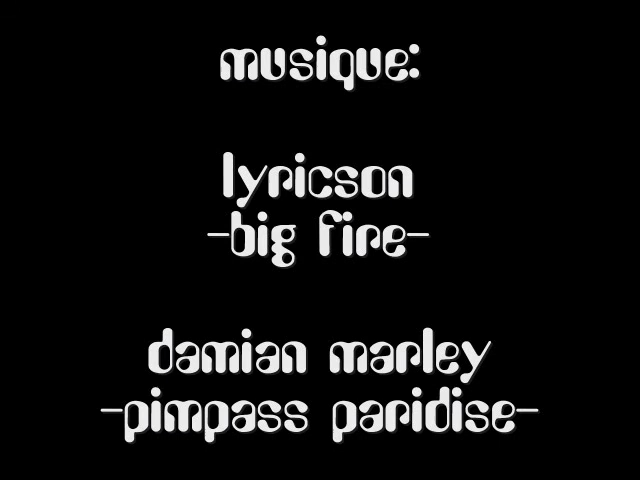 musique:
lyricson
-big fire-
damian marley
-pimpass paridise-